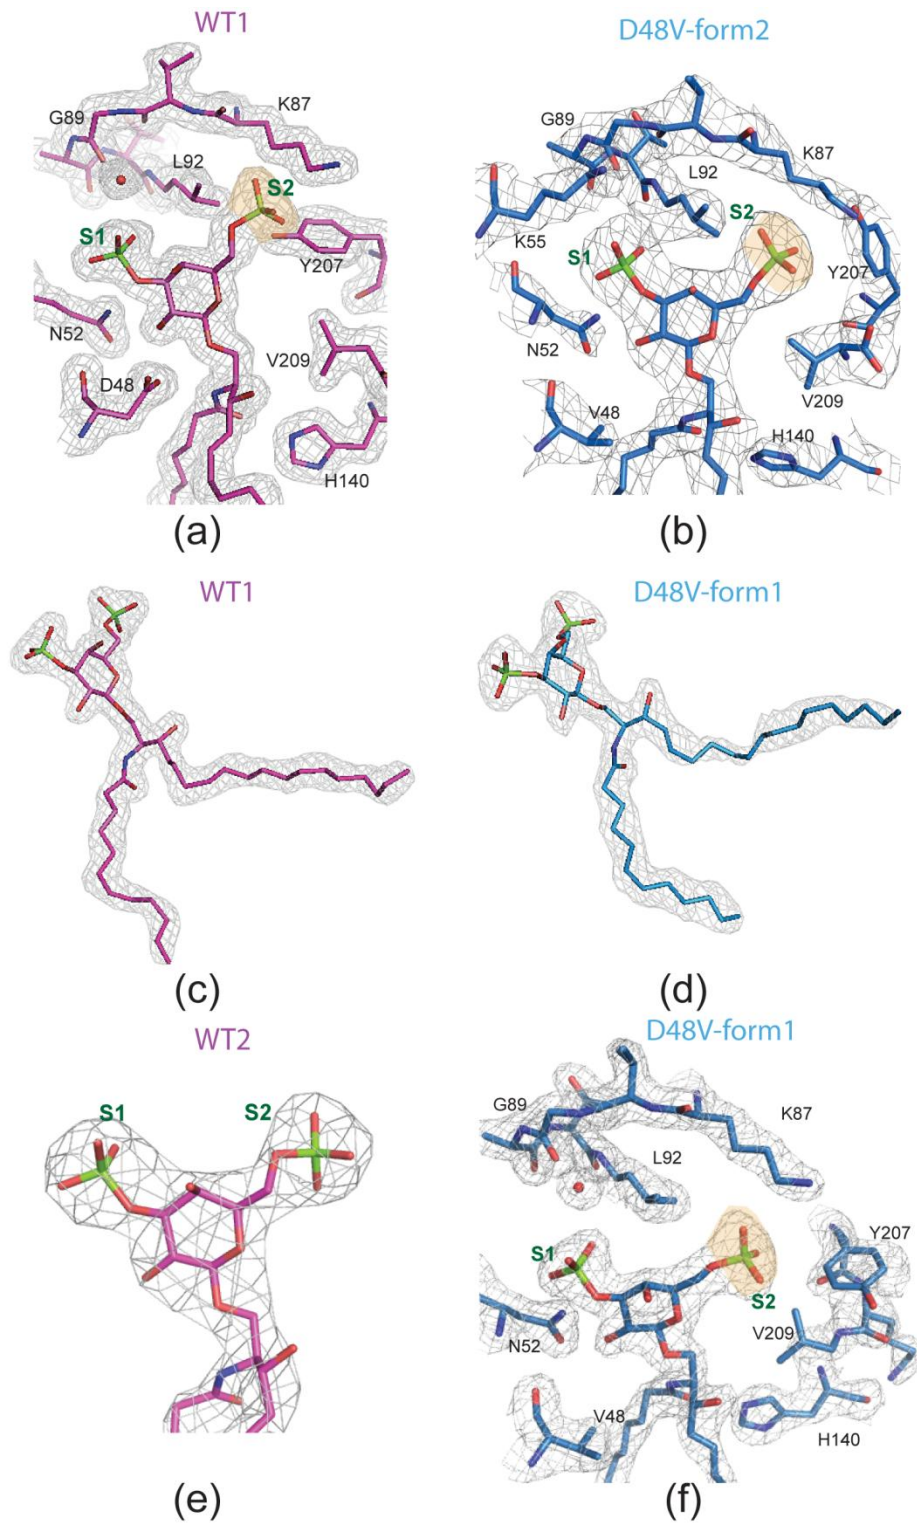 WT1
G89
K87
L92
S2
S1
Y207
N52
V209
D48
H140
(a)
D48V-form2
G89
K87
L92
S2
K55
S1
Y207
N52
V209
V48
H140
(b)
WT1
(c)
D48V-form1
(d)
WT2
S1
S2
(e)
D48V-form1
G89
K87
L92
Y207
S1
S2
V209
N52
V48
H140
(f)